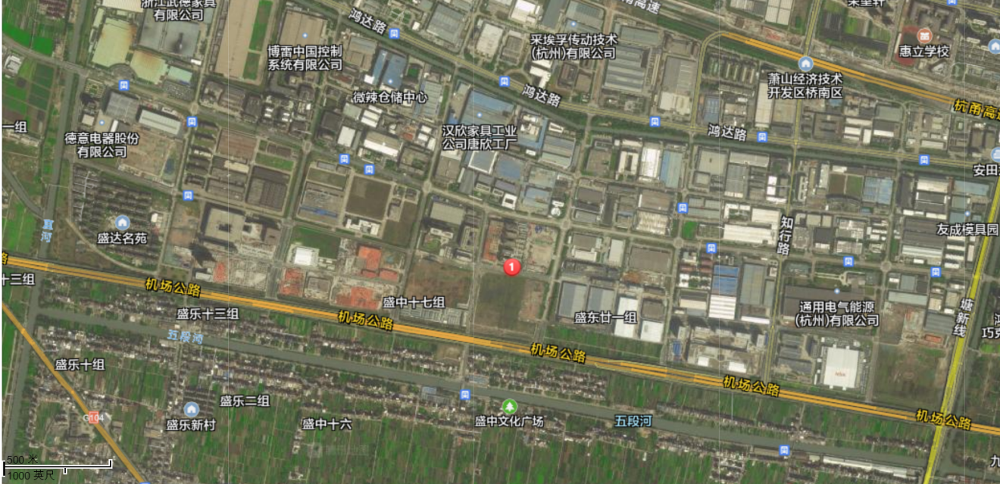 浙江武德家具
有限公司
鸿达路
采埃孚传动技术
(杭州)有限公司
惠立学校
博雷中国控制
系统有限公司
萧山经济技术
开发区桥南区
微辣仓储中心
鸿达路
杭甬高速
一组
汉欣家具工业
公司唐欣工厂
鸿达路
德意电器股份
有限公司
直河
盛达名苑
知行路
友成模具园
1
十三组
机场公路
盛中十七组
盛乐十三组
机场公路
盛东廿一组
通用电气能源
(杭州)有限公司
塘新线
五段河
机场公路
盛乐十组
机场公路
盛乐二组
G104
盛乐新村
盛中十六
盛中文化广场
五段河
机场公路
500 米
1000 英尺